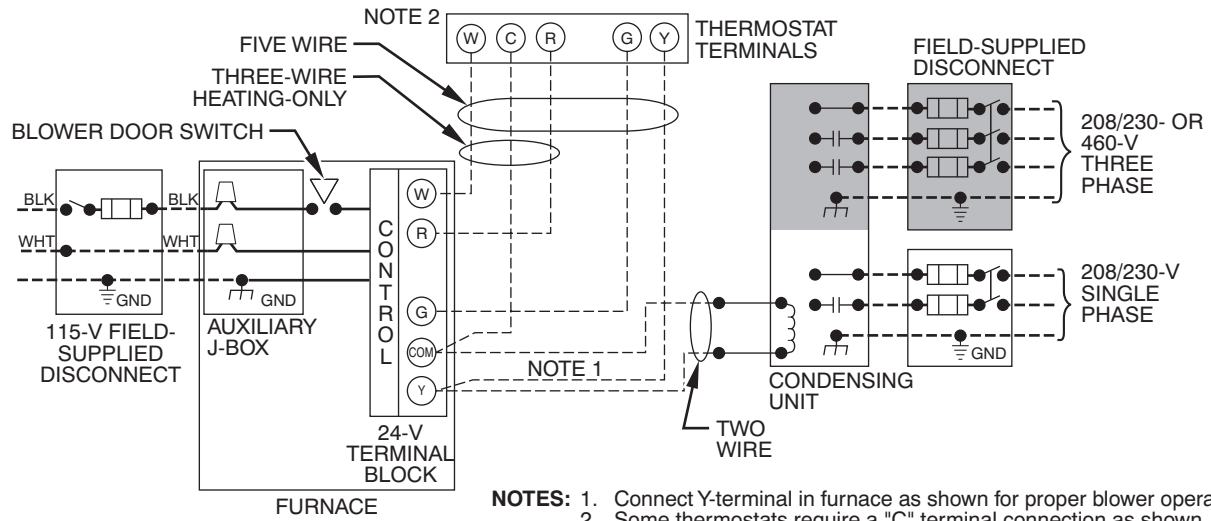 NOTE 2
W C R G Y
THERMOSTAT
TERMINALS
FIVE WIRE
THREE-WIRE
HEATING-ONLY
BLOWER DOOR SWITCH
FIELD-SUPPLIED
DISCONNECT
208/230- OR
460-V
THREE
PHASE
BLK
BLK
WHT
WHT
GND
GND
115-V FIELD-
SUPPLIED
DISCONNECT
AUXILIARY
J-BOX
CONTROL
W
R
G
COM
Y
NOTE 1
24-V
TERMINAL
BLOCK
FURNACE
TWO
WIRE
CONDENSING
UNIT
GND
208/230-V
SINGLE
PHASE
NOTES: 1. Connect Y-terminal in furnace as shown for proper blower opera
2. Some thermostats require a "C" terminal connection as shown